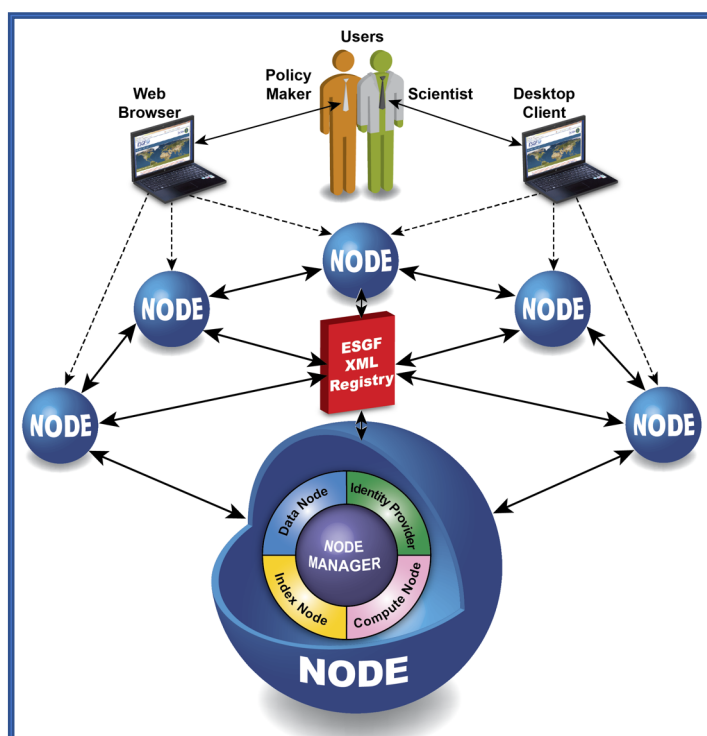 Users
Policy
Maker
Scientist
Web
Browser
Desktop
Client
NODE
NODE
NODE
ESGF
XML
Registry
NODE
NODE
Data Node
Identity Provider
NODE
MANAGER
Index Node
Compute Node
NODE